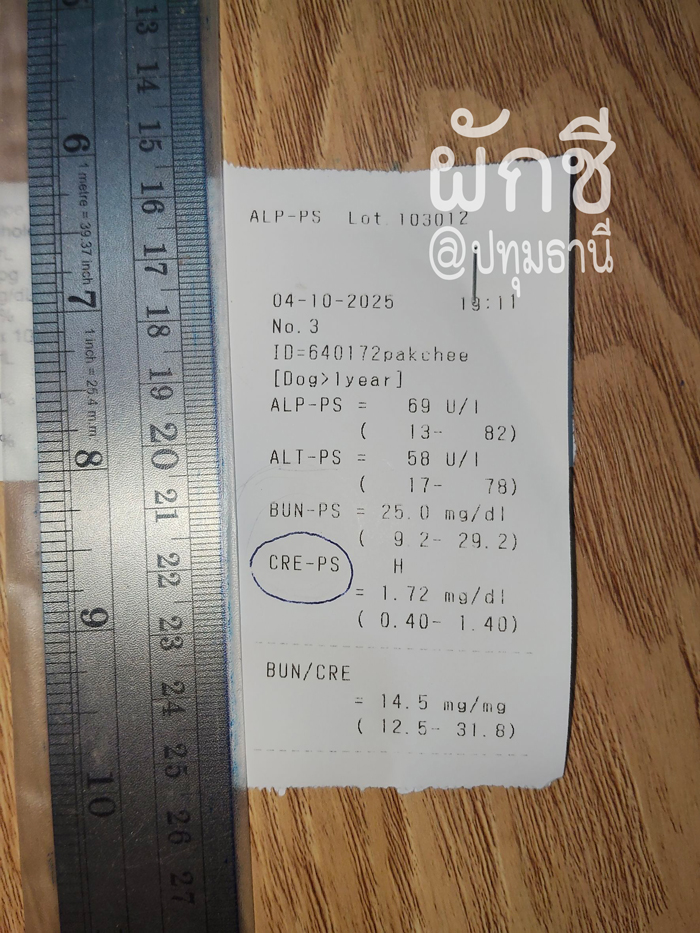 ผักชี
@ปทุมธานี
ALP-PS Lot.103012
04-10-2025 19:11
No.3
ID=640172pakchee
[Dog>1year]
ALP-PS = 69 U/l
( 13- 82)
ALT-PS = 58 U/l
( 17- 78)
BUN-PS = 25.0 mg/dl
( 9.2- 29.2)
CRE-PS H
= 1.72 mg/dl
( 0.40- 1.40)
BUN/CRE
= 14.5 mg/mg
( 12.5- 31.8)
6 7 8 9 10
1 metre = 39.37 inch 1 inch = 25.4 m.m.
13 14 15 16 17 18 19 20 21 22 23 24 25 26 27